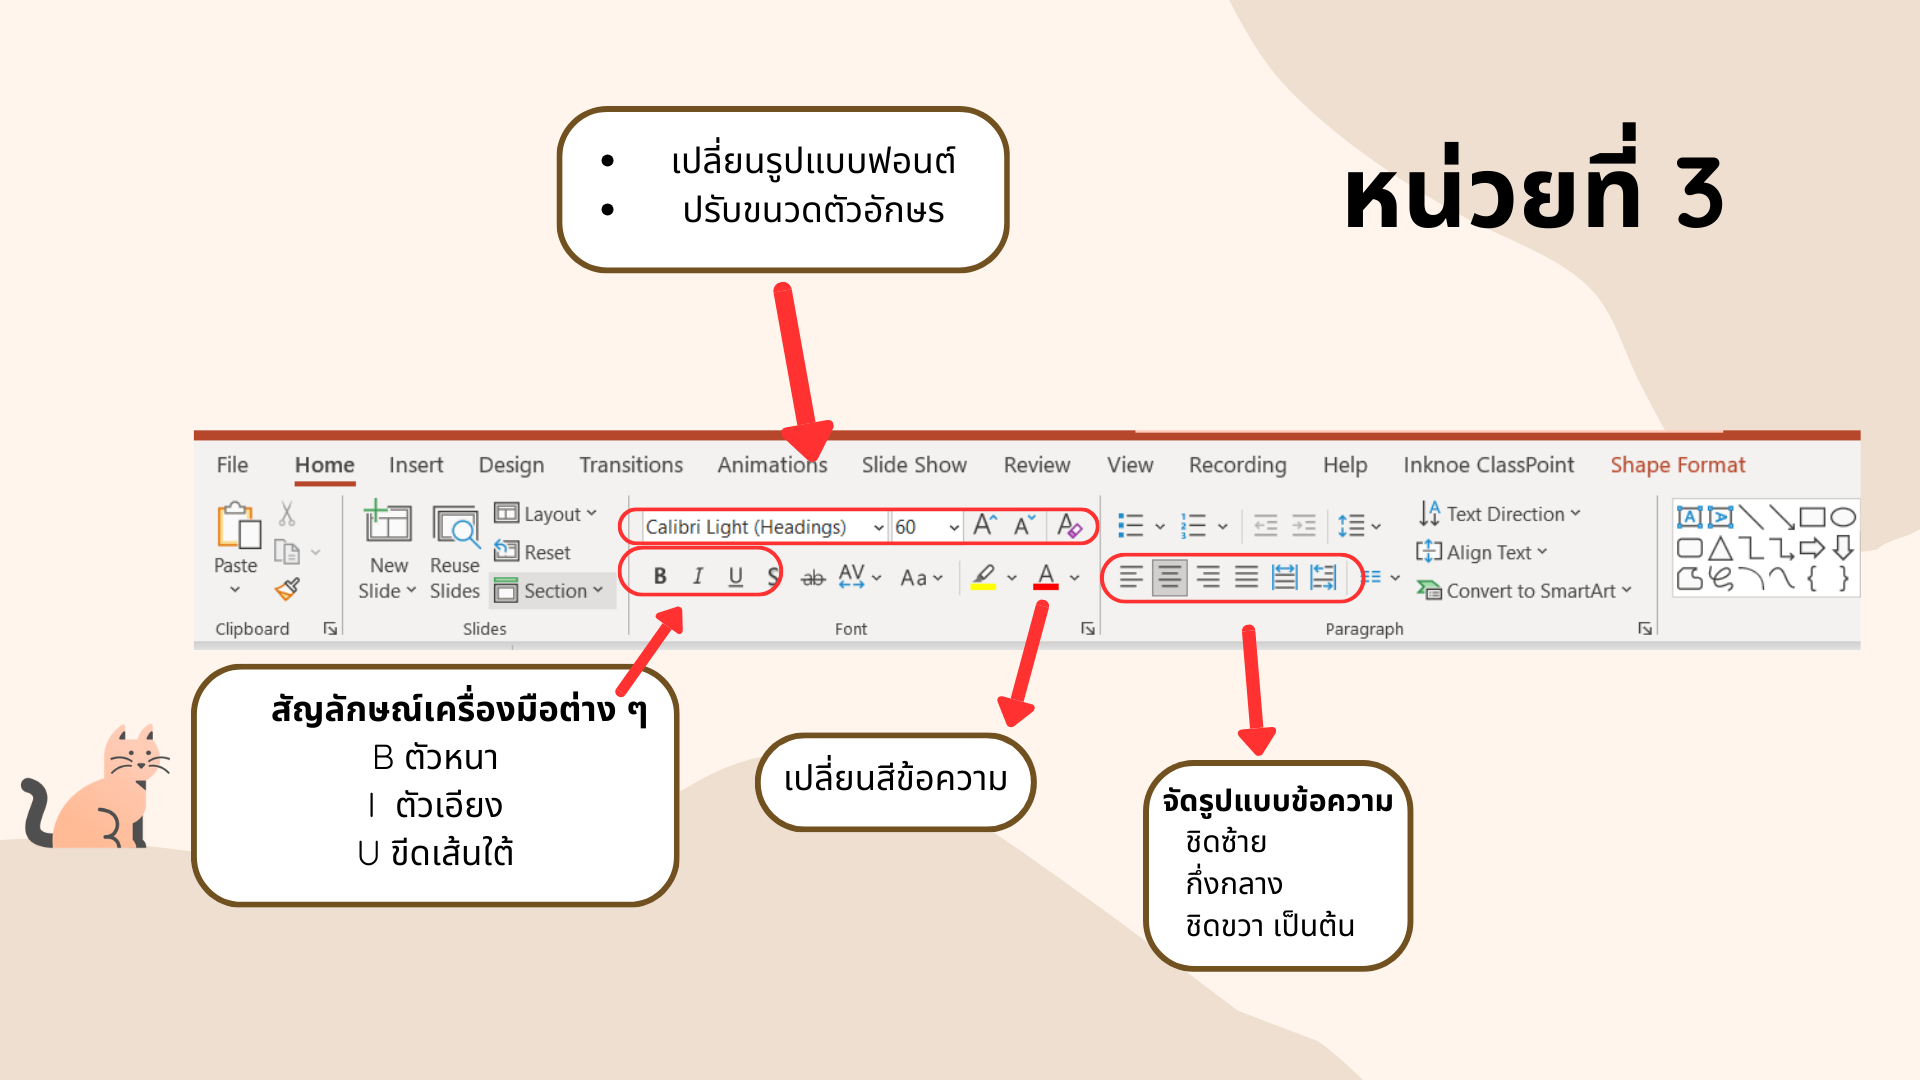 หน่วยที่ 3
• เปลี่ยนรูปแบบฟอนต์
• ปรับขนวดตัวอักษร
File Home Insert Design Transitions Animations Slide Show Review View Recording Help Inknoe ClassPoint Shape Format
Paste
Clipboard
New Slide
Reuse Slides
Layout
Reset
Section
Slides
Calibri Light (Headings) 60 A A A
B I U S ab AV Aa A
Font
Text Direction
Align Text
Convert to SmartArt
Paragraph
สัญลักษณ์เครื่องมือต่าง ๆ
B ตัวหนา
I ตัวเอียง
U ขีดเส้นใต้
เปลี่ยนสีข้อความ
จัดรูปแบบข้อความ
ชิดซ้าย
กึ่งกลาง
ชิดขวา เป็นต้น